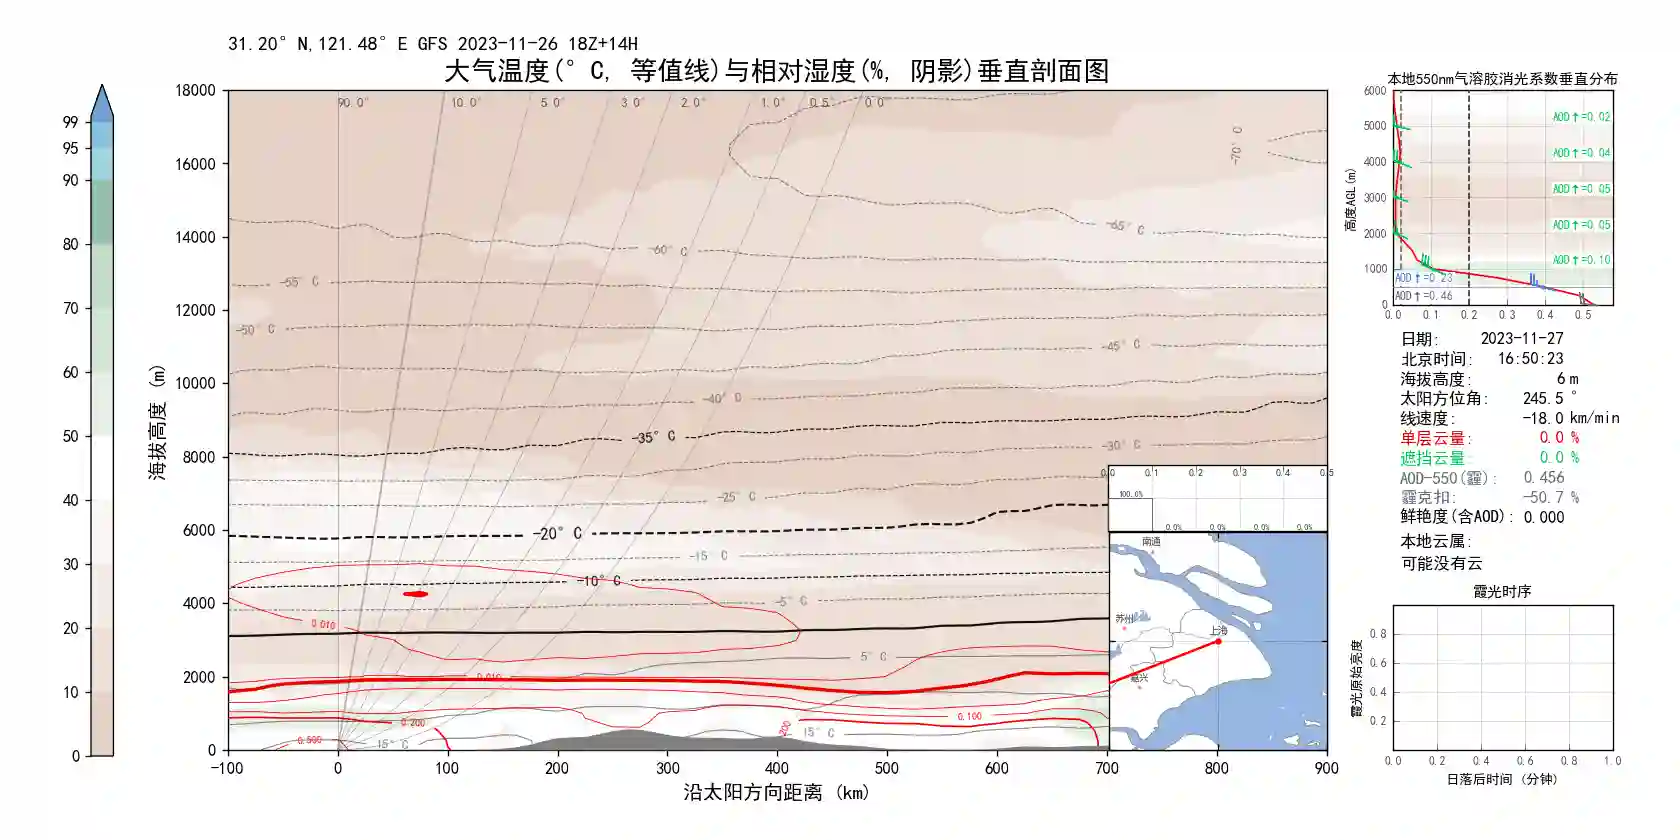 31.20° N,121.48° E GFS 2023-11-26 18Z+14H
大气温度(° C, 等值线)与相对湿度(%, 阴影)垂直剖面图
99
95
90
80
70
60
50
40
30
20
10
0
海拔高度 (m)
18000
16000
14000
12000
10000
8000
6000
4000
2000
0
90.0° 10.0° 5.0° 3.0° 2.0° 1.0° 0.5° 0.0°
-70° C
-65° C
-60° C
-55° C
-50° C
-45° C
-40° C
-35° C
-30° C
-25° C
-20° C
-15° C
-10° C
-5° C
5° C
15° C
15° C
0.010
0.010
0.200
0.500
0.100
-100 0 100 200 300 400 500 600 700 800 900
沿太阳方向距离 (km)
0.0 0.1 0.2 0.3 0.4 0.5
100.0%
0.0% 0.0% 0.0% 0.0%
南通
苏州
上海
嘉兴
本地550nm气溶胶消光系数垂直分布
高度AGL(m)
6000
5000
4000
3000
2000
1000
0
AOD↑=0.02
AOD↑=0.04
AOD↑=0.05
AOD↑=0.05
AOD↑=0.10
AOD↑=0.23
AOD↑=0.46
0.0 0.1 0.2 0.3 0.4 0.5
日期: 2023-11-27
北京时间: 16:50:23
海拔高度: 6 m
太阳方位角: 245.5 °
线速度: -18.0 km/min
单层云量: 0.0 %
遮挡云量: 0.0 %
AOD-550(霾): 0.456
霾克扣: -50.7 %
鲜艳度(含AOD): 0.000
本地云属:
可能没有云
霞光时序
霞光原始亮度
0.8
0.6
0.4
0.2
0.0 0.2 0.4 0.6 0.8 1.0
日落后时间 (分钟)